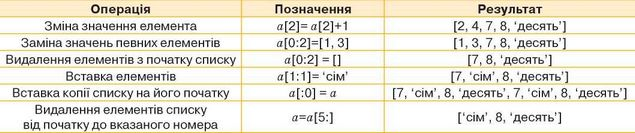 Операція Позначення Результат
Зміна значення елемента a[2]= a[2]+1 [2, 4, 7, 8, ‘десять’]
Заміна значень певних елементів a[0:2]=[1, 3] [1, 3, 7, 8, ‘десять’]
Видалення елементів з початку списку a[0:2] = [] [7, 8, ‘десять’]
Вставка елементів a[1:1]= ‘сім’ [7, ‘сім’, 8, ‘десять’]
Вставка копії списку на його початку a[:0] = a [7, ‘сім’, 8, ‘десять’, 7, ‘сім’, 8, ‘десять’]
Видалення елементів списку
від початку до вказаного номера a=a[5:] [‘сім’, 8, ‘десять’]